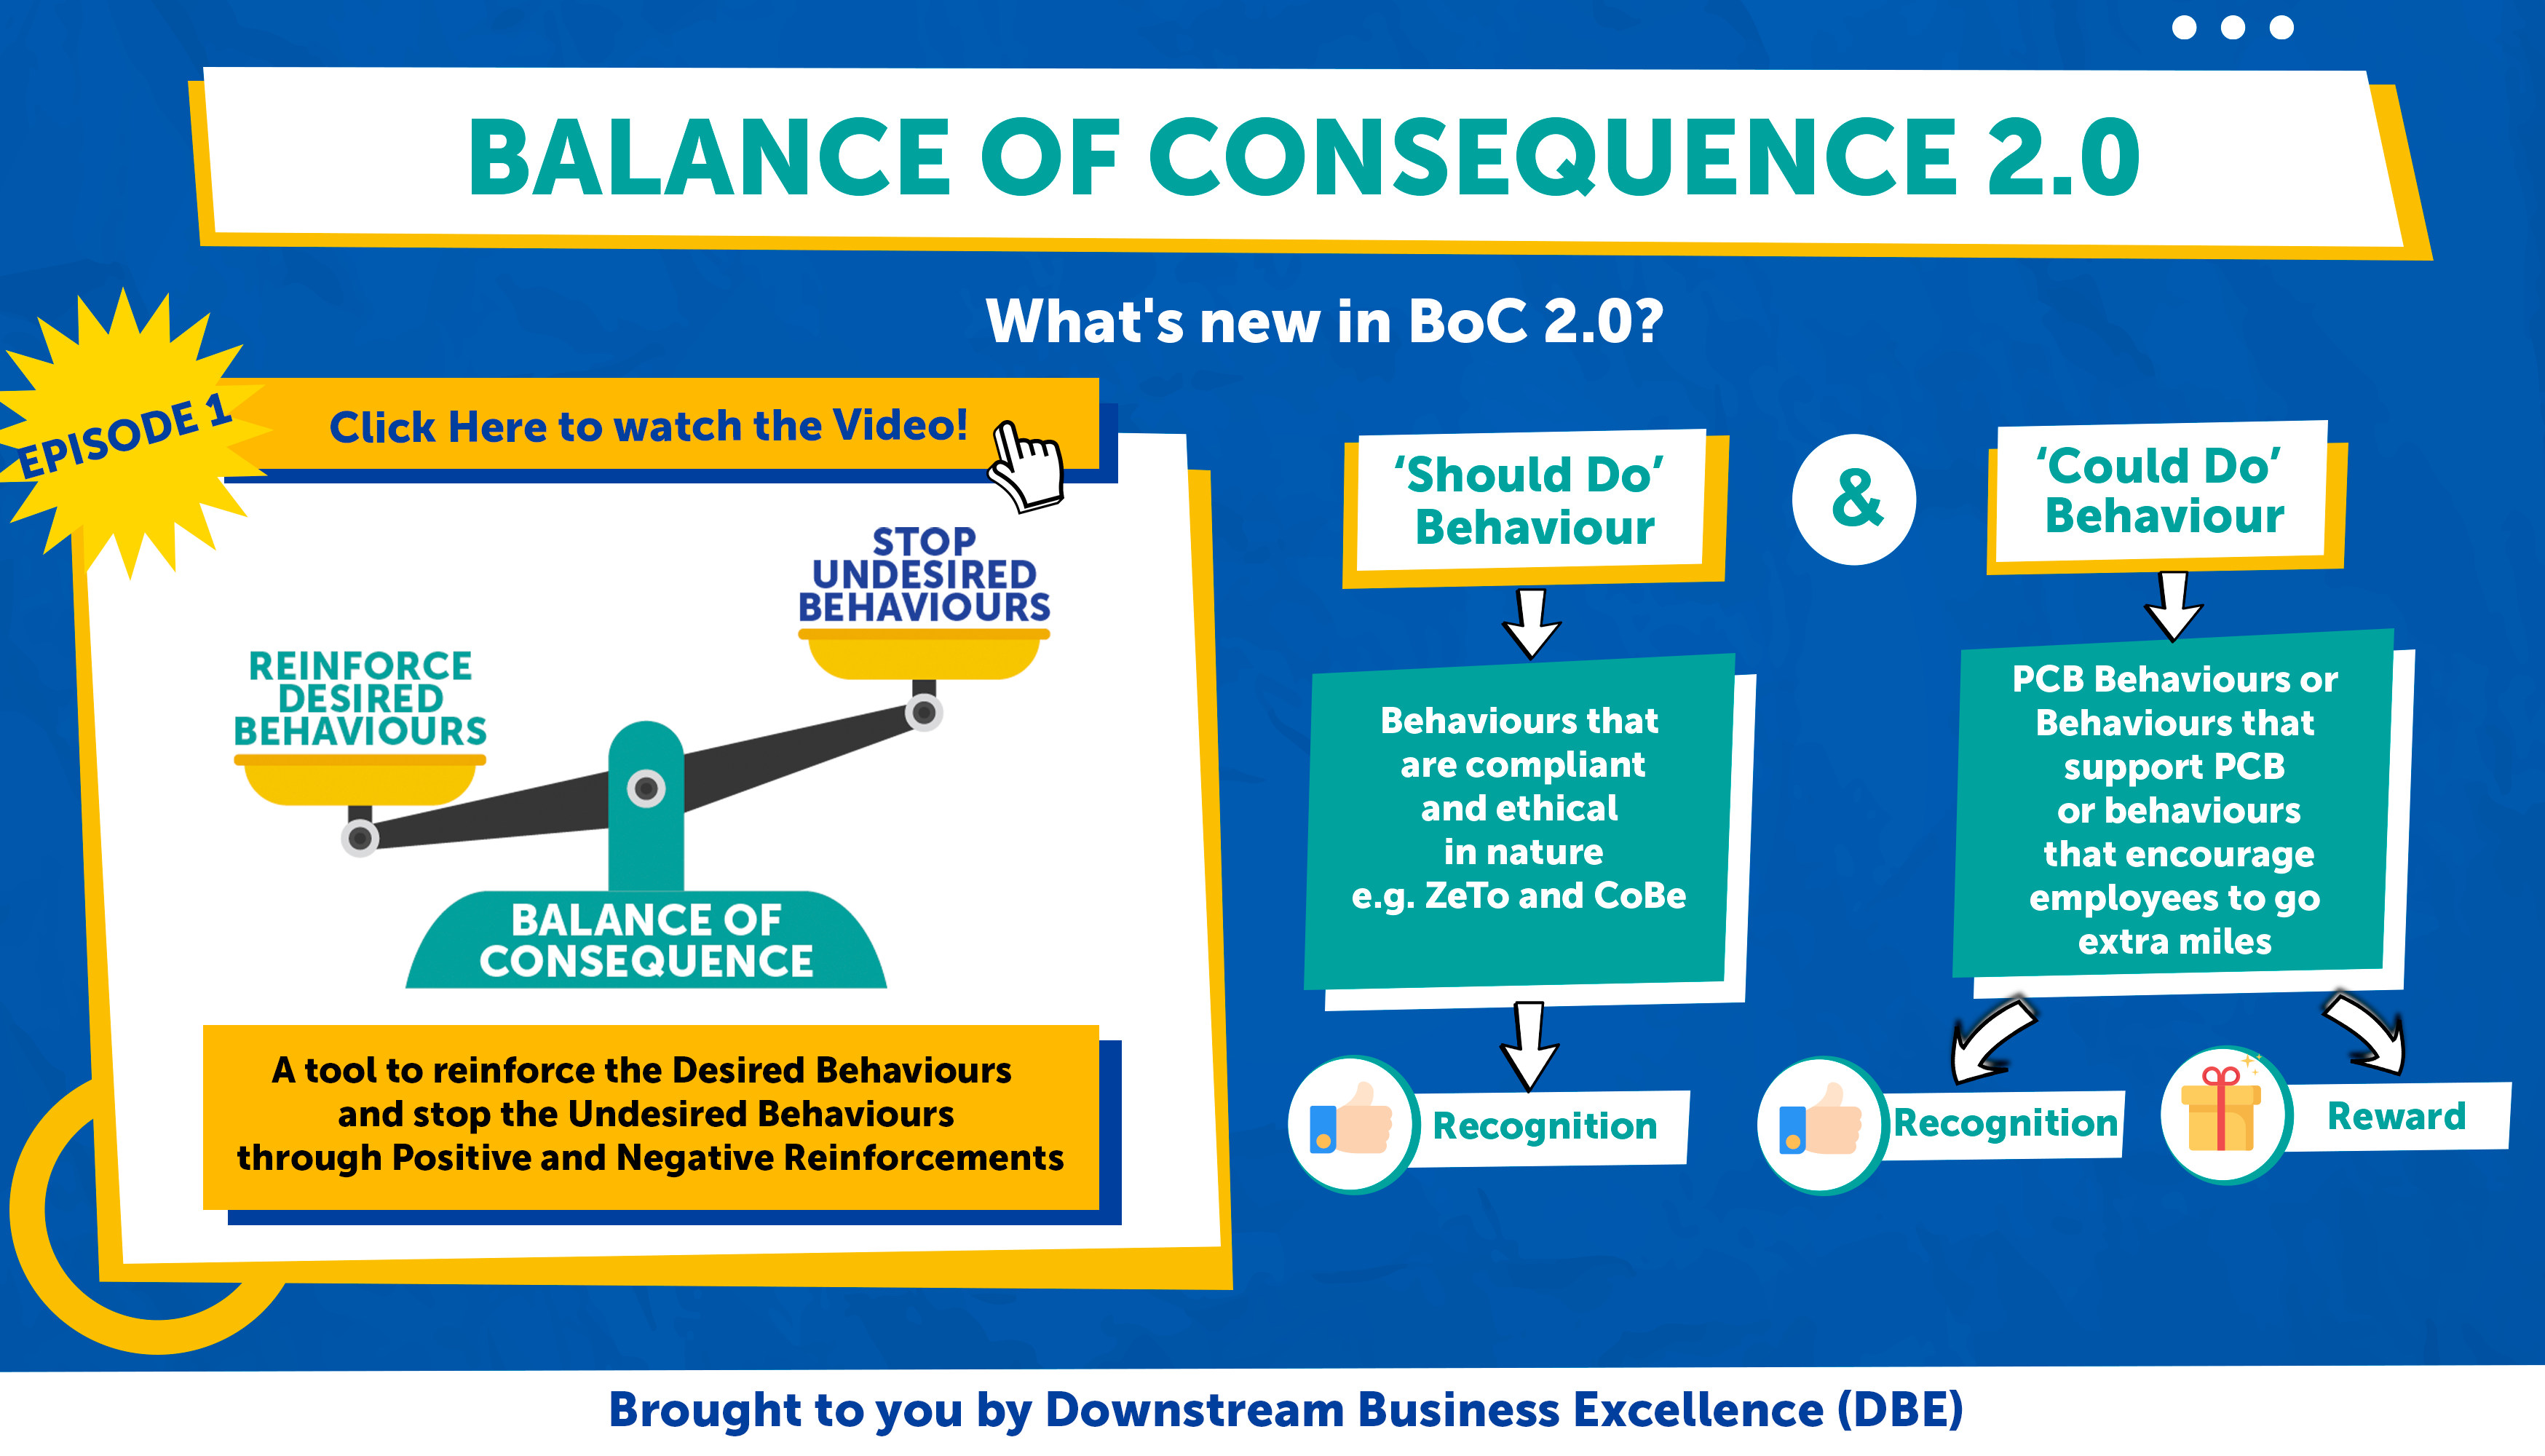 BALANCE OF CONSEQUENCE 2.0
What's new in BoC 2.0?
EPISODE 1
Click Here to watch the Video!
STOP
UNDESIRED
BEHAVIOURS
REINFORCE
DESIRED
BEHAVIOURS
BALANCE OF
CONSEQUENCE
A tool to reinforce the Desired Behaviours
and stop the Undesired Behaviours
through Positive and Negative Reinforcements
‘Should Do’
Behaviour
&
‘Could Do’
Behaviour
Behaviours that
are compliant
and ethical
in nature
e.g. ZeTo and CoBe
PCB Behaviours or
Behaviours that
support PCB
or behaviours
that encourage
employees to go
extra miles
Recognition
Recognition
Reward
Brought to you by Downstream Business Excellence (DBE)